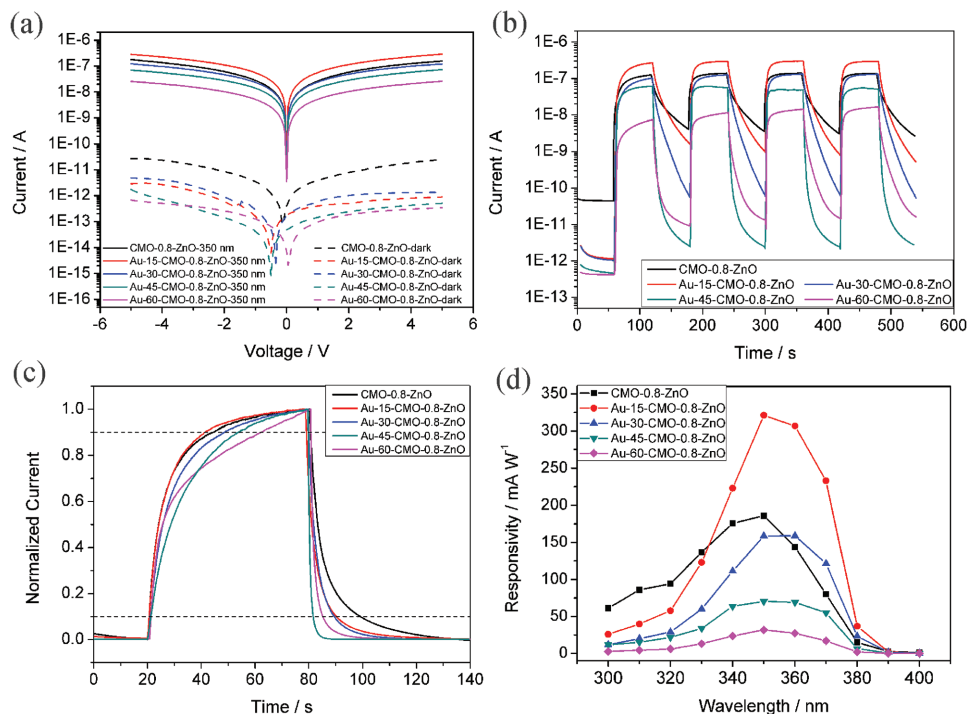 (a)
Current / A
1E-6
1E-7
1E-8
1E-9
1E-10
1E-11
1E-12
1E-13
1E-14
1E-15
1E-16
CMO-0.8-ZnO-350 nm
Au-15-CMO-0.8-ZnO-350 nm
Au-30-CMO-0.8-ZnO-350 nm
Au-45-CMO-0.8-ZnO-350 nm
Au-60-CMO-0.8-ZnO-350 nm
CMO-0.8-ZnO-dark
Au-15-CMO-0.8-ZnO-dark
Au-30-CMO-0.8-ZnO-dark
Au-45-CMO-0.8-ZnO-dark
Au-60-CMO-0.8-ZnO-dark
-6 -4 -2 0 2 4 6
Voltage / V
(b)
Current / A
1E-6
1E-7
1E-8
1E-9
1E-10
1E-11
1E-12
1E-13
CMO-0.8-ZnO
Au-15-CMO-0.8-ZnO
Au-30-CMO-0.8-ZnO
Au-45-CMO-0.8-ZnO
Au-60-CMO-0.8-ZnO
0 100 200 300 400 500 600
Time / s
(c)
Normalized Current
1.0
0.8
0.6
0.4
0.2
0.0
CMO-0.8-ZnO
Au-15-CMO-0.8-ZnO
Au-30-CMO-0.8-ZnO
Au-45-CMO-0.8-ZnO
Au-60-CMO-0.8-ZnO
0 20 40 60 80 100 120 140
Time / s
(d)
Responsivity / mA W⁻¹
350
300
250
200
150
100
50
0
CMO-0.8-ZnO
Au-15-CMO-0.8-ZnO
Au-30-CMO-0.8-ZnO
Au-45-CMO-0.8-ZnO
Au-60-CMO-0.8-ZnO
300 320 340 360 380 400
Wavelength / nm